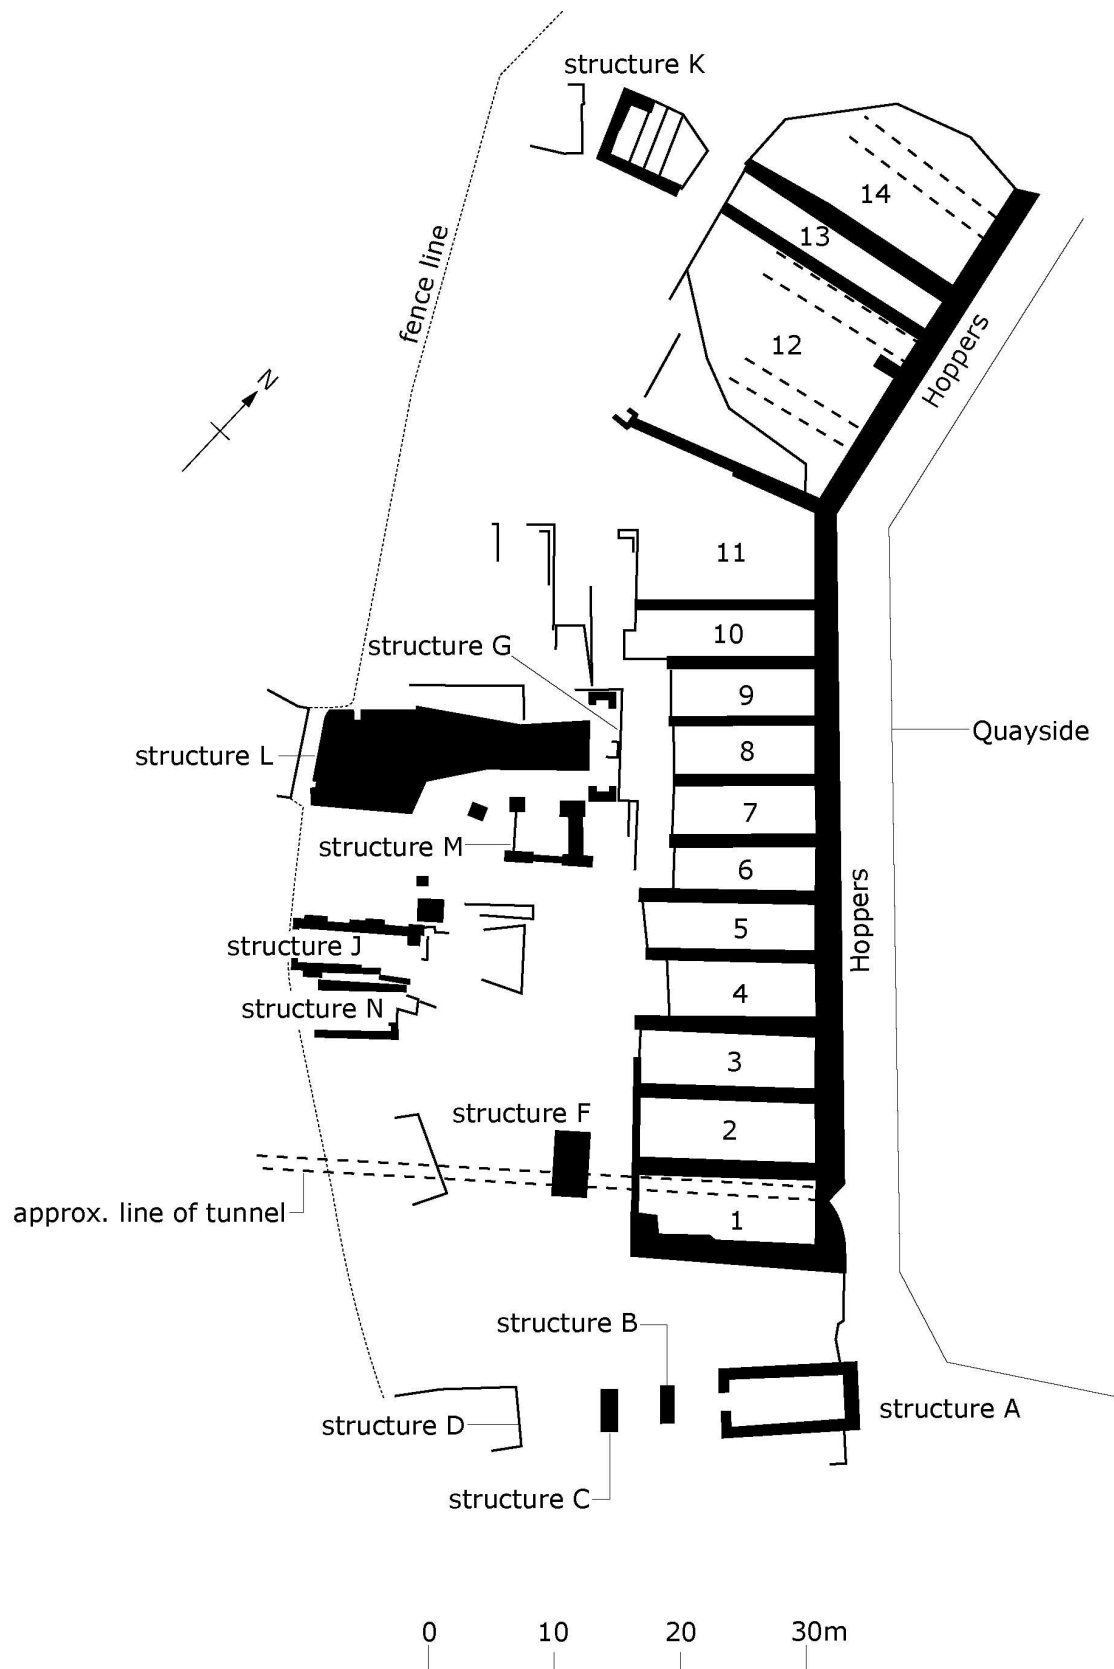 structure K
14
13
fence line
12
Hoppers
N
11
10
structure G
9
Quayside
8
structure L
7
structure M
6
5
Hoppers
structure J
4
structure N
3
structure F
2
approx. line of tunnel
1
structure B
structure A
structure D
structure C
0 10 20 30m